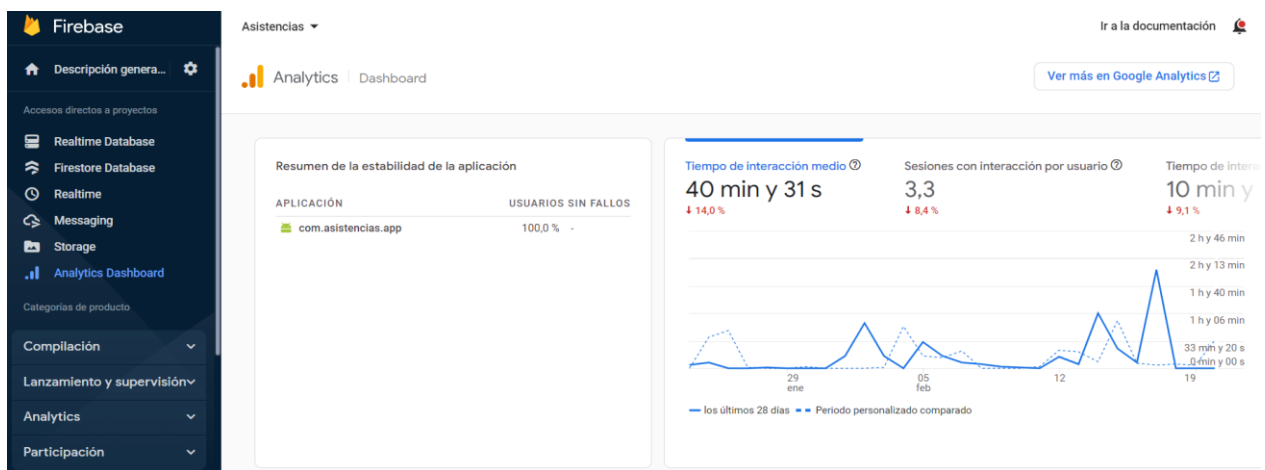 Firebase
Descripción genera...
Accesos directos a proyectos
Realtime Database
Firestore Database
Realtime
Messaging
Storage
Analytics Dashboard
Categorías de producto
Compilación
Lanzamiento y supervisión
Analytics
Participación
Asistencias
Ir a la documentación
Analytics | Dashboard
Ver más en Google Analytics
Resumen de la estabilidad de la aplicación
APLICACIÓN USUARIOS SIN FALLOS
com.asistencias.app 100,0 % -
Tiempo de interacción medio
40 min y 31 s
↓ 14,0 %
Sesiones con interacción por usuario
3,3
↓ 8,4 %
Tiempo de intera
10 min y
↓ 9,1 %
2 h y 46 min
2 h y 13 min
1 h y 40 min
1 h y 06 min
33 min y 20 s
0 min y 00 s
29 ene
05 feb
12
19
los últimos 28 días
Periodo personalizado comparado